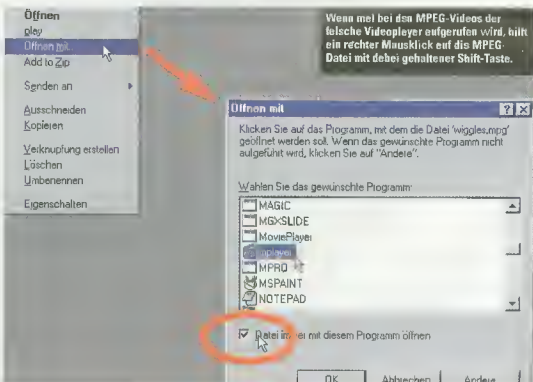 Öffnen
play
Öffnen mit...
Add to Zip
Senden an
Ausschneiden
Kopieren
Verknüpfung erstellen
Löschen
Umbenennen
Eigenschaften
Wenn mal bei den MPEG-Videos der
falsche Videoplayer aufgerufen wird, hilft
ein rechter Mausklick auf die MPEG-
Datei mit dabei gehaltener Shift-Taste.
Öffnen mit
Klicken Sie auf das Programm, mit dem die Datei 'wiggles.mpg'
geöffnet werden soll. Wenn das gewünschte Programm nicht
aufgeführt wird, klicken Sie auf "Andere".
Wählen Sie das gewünschte Programm:
MAGIC
MGXSLIDE
MoviePlayer
mplayer
MPRO
MSPAINT
NOTEPAD
Datei immer mit diesem Programm öffnen
OK Abbrechen Andere